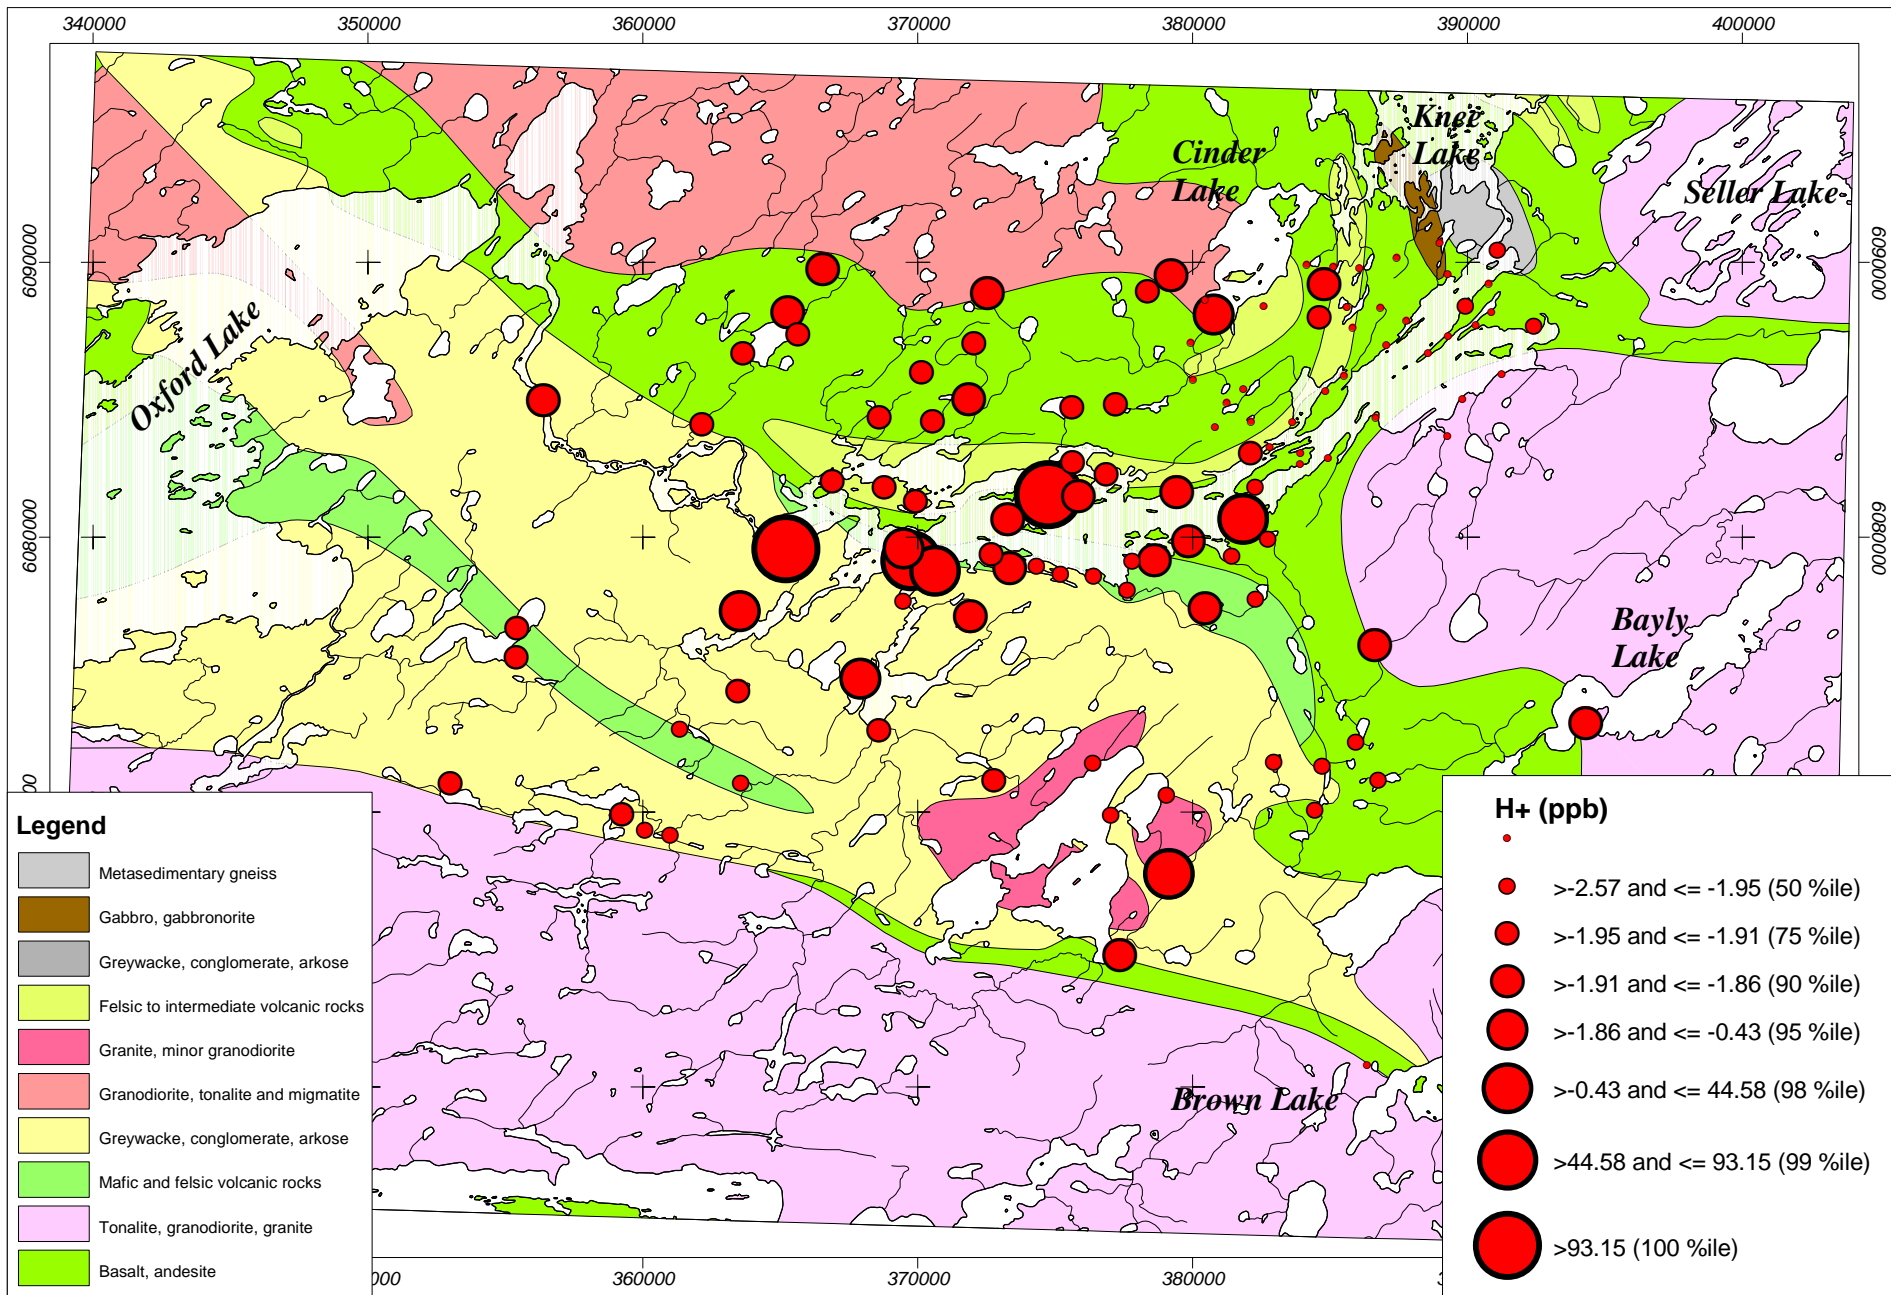 340000 350000 360000 370000 380000 390000 400000
Knee
Lake
Cinder
Lake
Seller Lake
6090000
6090000
Oxford Lake
6080000
6080000
Bayly
Lake
Brown Lake
00
Legend
Metasedimentary gneiss
Gabbro, gabbronorite
Greywacke, conglomerate, arkose
Felsic to intermediate volcanic rocks
Granite, minor granodiorite
Granodiorite, tonalite and migmatite
Greywacke, conglomerate, arkose
Mafic and felsic volcanic rocks
Tonalite, granodiorite, granite
Basalt, andesite
H+ (ppb)
>-2.57 and <= -1.95 (50 %ile)
>-1.95 and <= -1.91 (75 %ile)
>-1.91 and <= -1.86 (90 %ile)
>-1.86 and <= -0.43 (95 %ile)
>-0.43 and <= 44.58 (98 %ile)
>44.58 and <= 93.15 (99 %ile)
>93.15 (100 %ile)
0000 360000 370000 380000